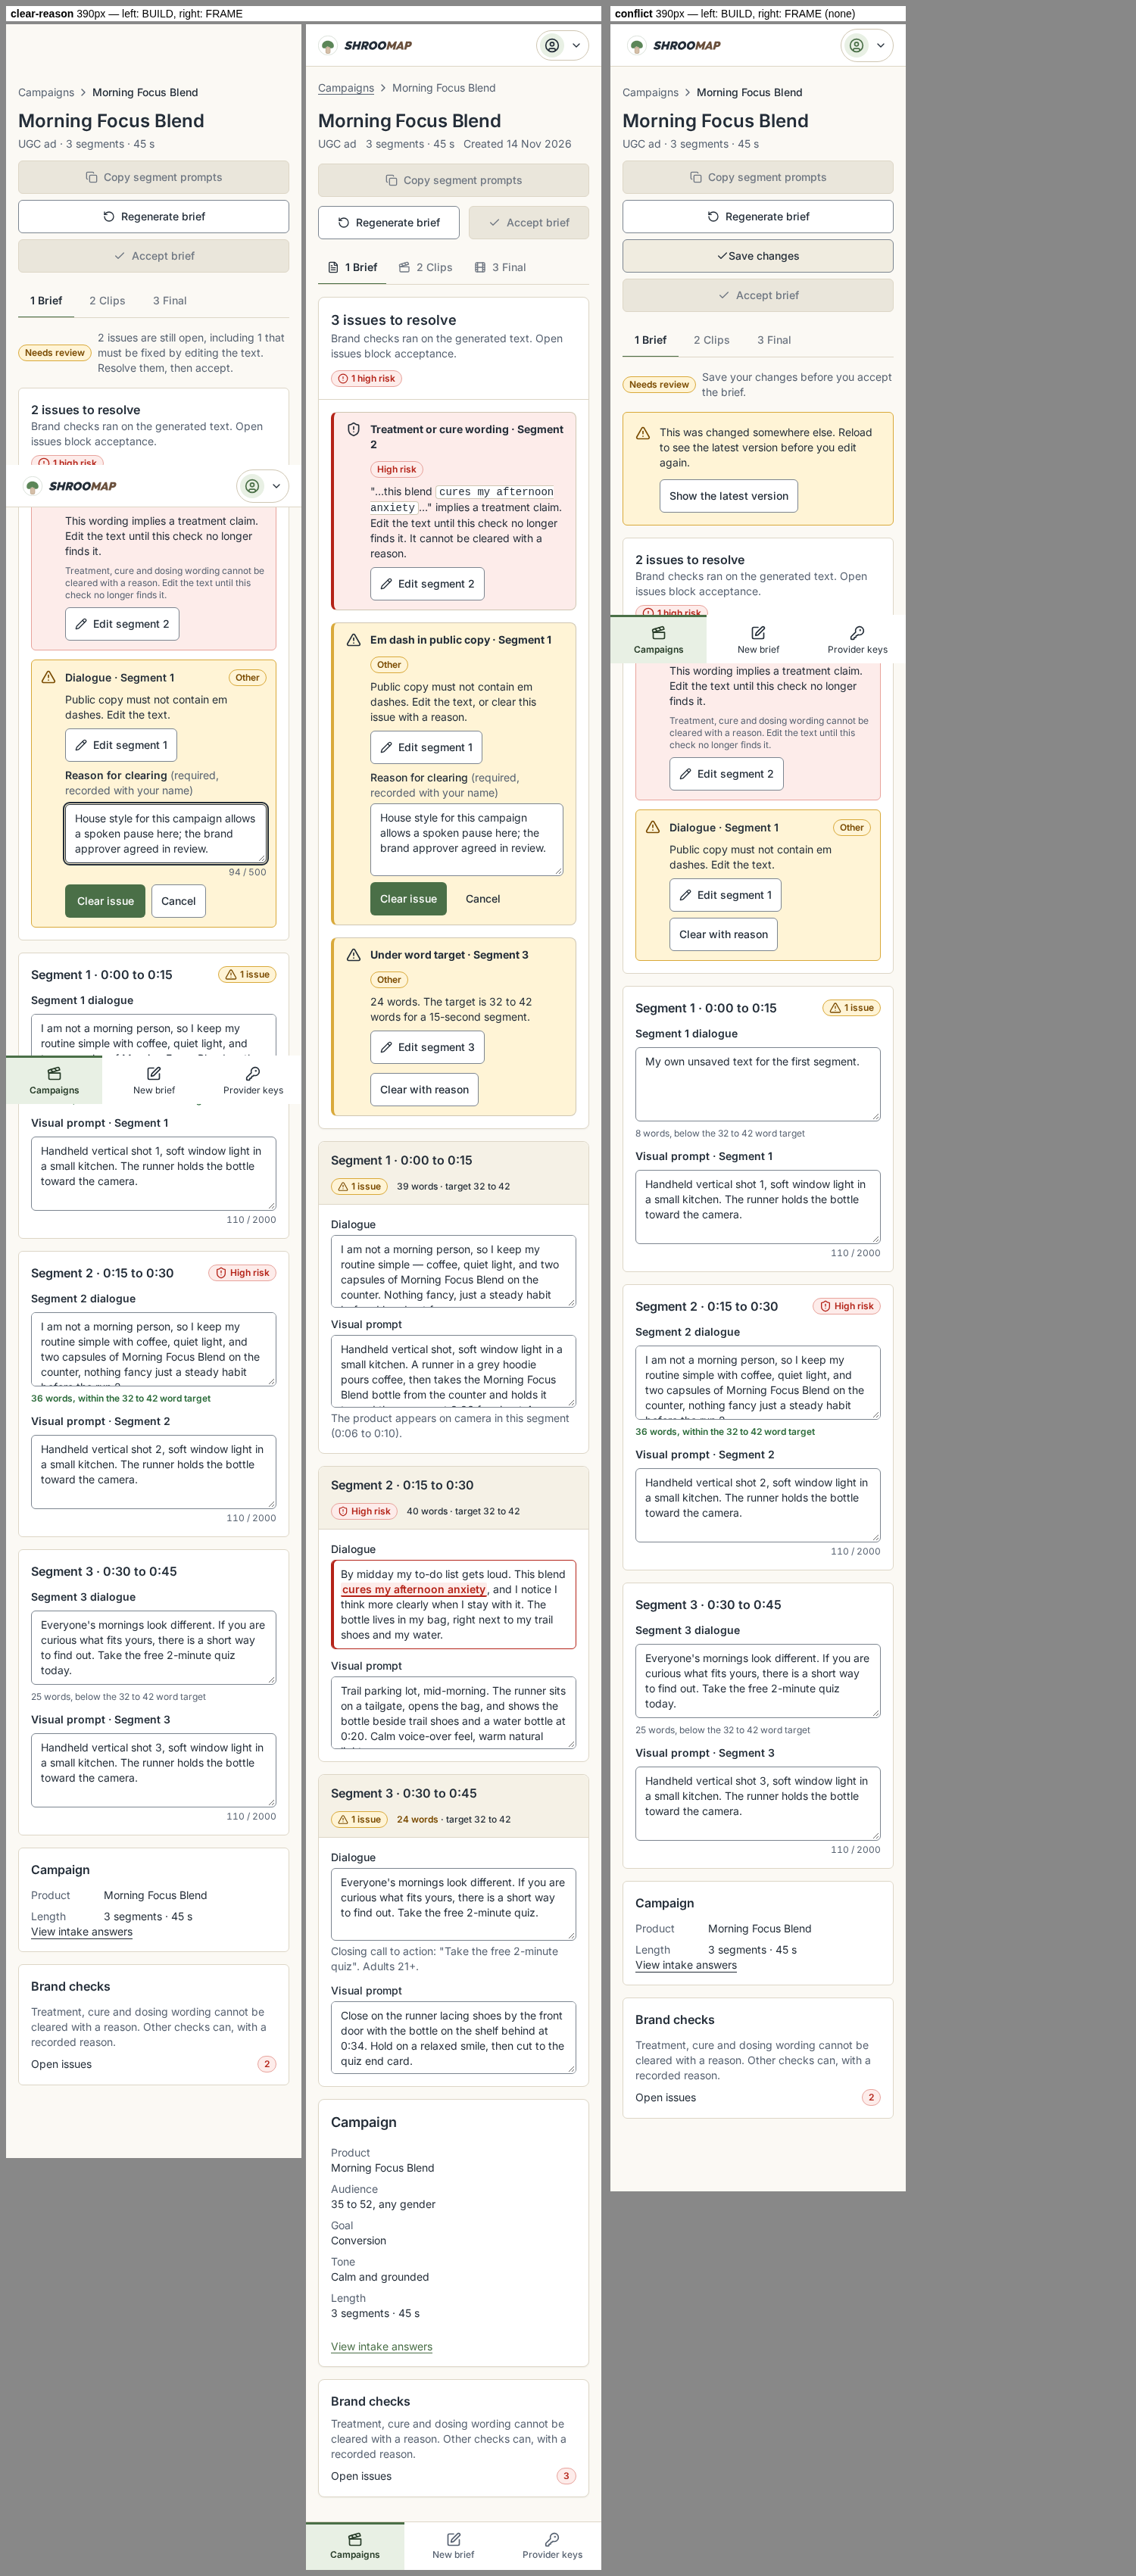 clear-reason 390px — left: BUILD, right: FRAME
Campaigns > Morning Focus Blend
Morning Focus Blend
UGC ad · 3 segments · 45 s
Copy segment prompts
Regenerate brief
Accept brief
1 Brief 2 Clips 3 Final
Needs review
2 issues are still open, including 1 that
must be fixed by editing the text.
Resolve them, then accept.
2 issues to resolve
Brand checks ran on the generated text. Open
issues block acceptance.
1 high risk
SHROOMAP
This wording implies a treatment claim.
Edit the text until this check no longer
finds it.
Treatment, cure and dosing wording cannot be
cleared with a reason. Edit the text until this
check no longer finds it.
Edit segment 2
Dialogue · Segment 1 Other
Public copy must not contain em
dashes. Edit the text.
Edit segment 1
Reason for clearing (required,
recorded with your name)
House style for this campaign allows
a spoken pause here; the brand
approver agreed in review.
94 / 500
Clear issue Cancel
Segment 1 · 0:00 to 0:15 1 issue
Segment 1 dialogue
I am not a morning person, so I keep my
routine simple with coffee, quiet light, and
Campaigns New brief Provider keys
Visual prompt · Segment 1
Handheld vertical shot 1, soft window light in
a small kitchen. The runner holds the bottle
toward the camera.
110 / 2000
Segment 2 · 0:15 to 0:30 High risk
Segment 2 dialogue
I am not a morning person, so I keep my
routine simple with coffee, quiet light, and
two capsules of Morning Focus Blend on the
counter, nothing fancy just a steady habit
36 words, within the 32 to 42 word target
Visual prompt · Segment 2
Handheld vertical shot 2, soft window light in
a small kitchen. The runner holds the bottle
toward the camera.
110 / 2000
Segment 3 · 0:30 to 0:45
Segment 3 dialogue
Everyone's mornings look different. If you are
curious what fits yours, there is a short way
to find out. Take the free 2-minute quiz
today.
25 words, below the 32 to 42 word target
Visual prompt · Segment 3
Handheld vertical shot 3, soft window light in
a small kitchen. The runner holds the bottle
toward the camera.
110 / 2000
Campaign
Product Morning Focus Blend
Length 3 segments · 45 s
View intake answers
Brand checks
Treatment, cure and dosing wording cannot be
cleared with a reason. Other checks can, with a
recorded reason.
Open issues 2
SHROOMAP
Campaigns > Morning Focus Blend
Morning Focus Blend
UGC ad 3 segments · 45 s Created 14 Nov 2026
Copy segment prompts
Regenerate brief Accept brief
1 Brief 2 Clips 3 Final
3 issues to resolve
Brand checks ran on the generated text. Open
issues block acceptance.
1 high risk
Treatment or cure wording · Segment
2
High risk
"...this blend cures my afternoon
anxiety..." implies a treatment claim.
Edit the text until this check no longer
finds it. It cannot be cleared with a
reason.
Edit segment 2
Em dash in public copy · Segment 1
Other
Public copy must not contain em
dashes. Edit the text, or clear this
issue with a reason.
Edit segment 1
Reason for clearing (required,
recorded with your name)
House style for this campaign
allows a spoken pause here; the
brand approver agreed in review.
Clear issue Cancel
Under word target · Segment 3
Other
24 words. The target is 32 to 42
words for a 15-second segment.
Edit segment 3
Clear with reason
Segment 1 · 0:00 to 0:15
1 issue 39 words · target 32 to 42
Dialogue
I am not a morning person, so I keep my
routine simple — coffee, quiet light, and two
capsules of Morning Focus Blend on the
counter. Nothing fancy, just a steady habit
Visual prompt
Handheld vertical shot, soft window light in a
small kitchen. A runner in a grey hoodie
pours coffee, then takes the Morning Focus
Blend bottle from the counter and holds it
The product appears on camera in this segment
(0:06 to 0:10).
Segment 2 · 0:15 to 0:30
High risk 40 words · target 32 to 42
Dialogue
By midday my to-do list gets loud. This blend
cures my afternoon anxiety, and I notice I
think more clearly when I stay with it. The
bottle lives in my bag, right next to my trail
shoes and my water.
Visual prompt
Trail parking lot, mid-morning. The runner sits
on a tailgate, opens the bag, and shows the
bottle beside trail shoes and a water bottle at
0:20. Calm voice-over feel, warm natural
Segment 3 · 0:30 to 0:45
1 issue 24 words · target 32 to 42
Dialogue
Everyone's mornings look different. If you are
curious what fits yours, there is a short way
to find out. Take the free 2-minute quiz.
Closing call to action: "Take the free 2-minute
quiz". Adults 21+.
Visual prompt
Close on the runner lacing shoes by the front
door with the bottle on the shelf behind at
0:34. Hold on a relaxed smile, then cut to the
quiz end card.
Campaign
Product
Morning Focus Blend
Audience
35 to 52, any gender
Goal
Conversion
Tone
Calm and grounded
Length
3 segments · 45 s
View intake answers
Brand checks
Treatment, cure and dosing wording cannot be
cleared with a reason. Other checks can, with a
recorded reason.
Open issues 3
Campaigns New brief Provider keys
conflict 390px — left: BUILD, right: FRAME (none)
SHROOMAP
Campaigns > Morning Focus Blend
Morning Focus Blend
UGC ad · 3 segments · 45 s
Copy segment prompts
Regenerate brief
Save changes
Accept brief
1 Brief 2 Clips 3 Final
Needs review
Save your changes before you accept
the brief.
This was changed somewhere else. Reload
to see the latest version before you edit
again.
Show the latest version
2 issues to resolve
Brand checks ran on the generated text. Open
issues block acceptance.
1 high risk
Campaigns New brief Provider keys
This wording implies a treatment claim.
Edit the text until this check no longer
finds it.
Treatment, cure and dosing wording cannot be
cleared with a reason. Edit the text until this
check no longer finds it.
Edit segment 2
Dialogue · Segment 1 Other
Public copy must not contain em
dashes. Edit the text.
Edit segment 1
Clear with reason
Segment 1 · 0:00 to 0:15 1 issue
Segment 1 dialogue
My own unsaved text for the first segment.
8 words, below the 32 to 42 word target
Visual prompt · Segment 1
Handheld vertical shot 1, soft window light in
a small kitchen. The runner holds the bottle
toward the camera.
110 / 2000
Segment 2 · 0:15 to 0:30 High risk
Segment 2 dialogue
I am not a morning person, so I keep my
routine simple with coffee, quiet light, and
two capsules of Morning Focus Blend on the
counter, nothing fancy just a steady habit
36 words, within the 32 to 42 word target
Visual prompt · Segment 2
Handheld vertical shot 2, soft window light in
a small kitchen. The runner holds the bottle
toward the camera.
110 / 2000
Segment 3 · 0:30 to 0:45
Segment 3 dialogue
Everyone's mornings look different. If you are
curious what fits yours, there is a short way
to find out. Take the free 2-minute quiz
today.
25 words, below the 32 to 42 word target
Visual prompt · Segment 3
Handheld vertical shot 3, soft window light in
a small kitchen. The runner holds the bottle
toward the camera.
110 / 2000
Campaign
Product Morning Focus Blend
Length 3 segments · 45 s
View intake answers
Brand checks
Treatment, cure and dosing wording cannot be
cleared with a reason. Other checks can, with a
recorded reason.
Open issues 2